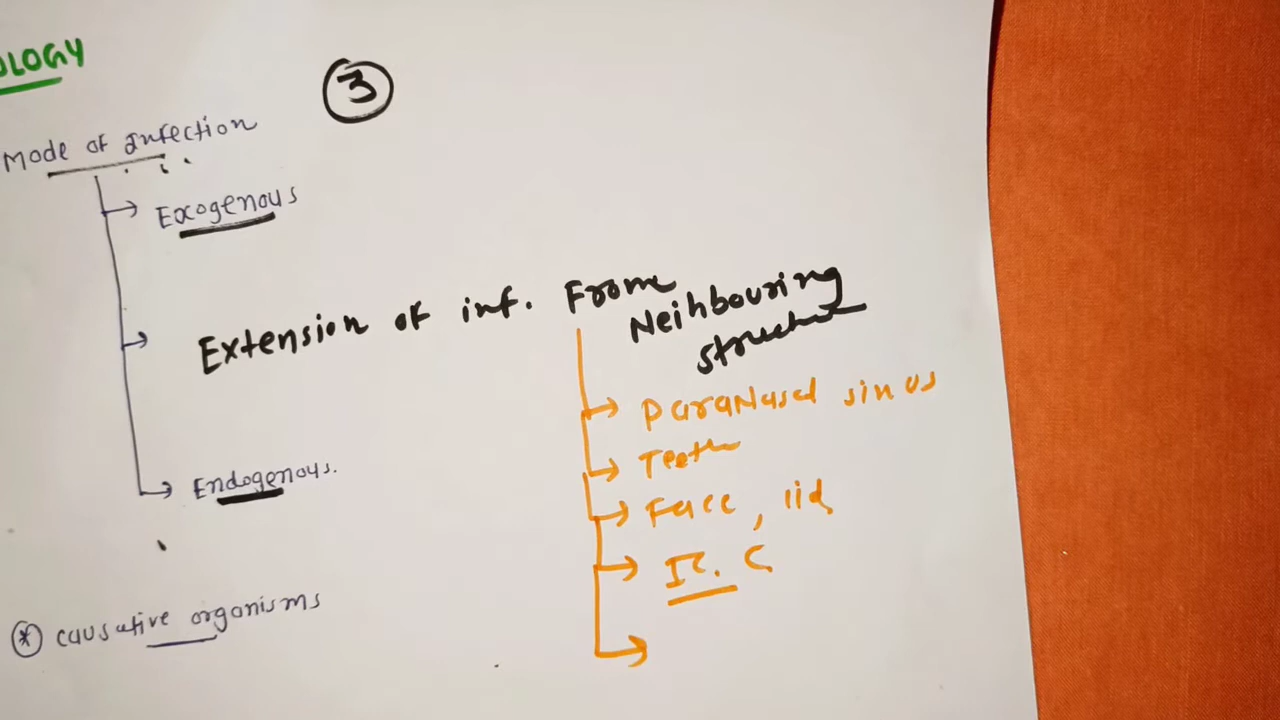 OLOGY
3
Mode of Infection
Exogenous
Extension of inf. From
Neihbouring
structure
paraNasal sinus
Teeth
Face, lid
I.C
Endogenous.
* causative organisms